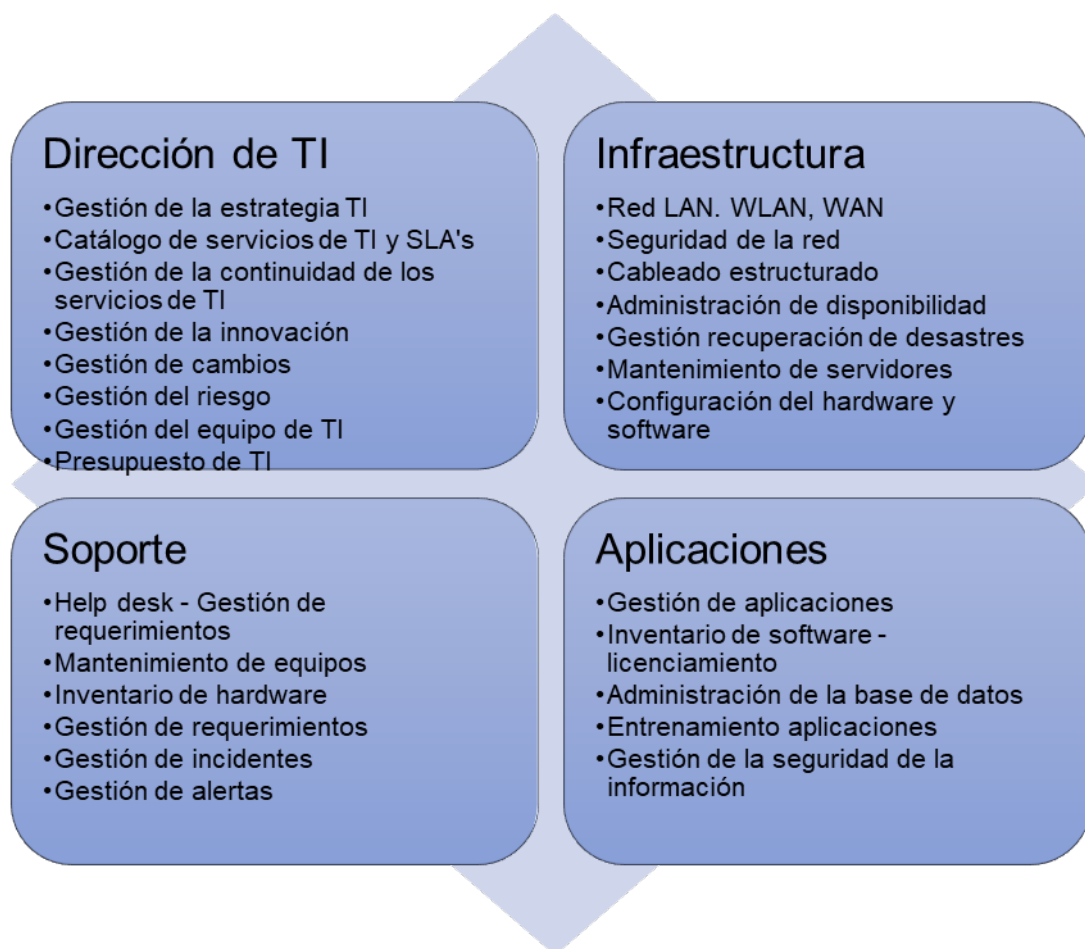 Dirección de TI
•Gestión de la estrategia TI
•Catálogo de servicios de TI y SLA's
•Gestión de la continuidad de los
servicios de TI
•Gestión de la innovación
•Gestión de cambios
•Gestión del riesgo
•Gestión del equipo de TI
•Presupuesto de TI
Infraestructura
•Red LAN. WLAN, WAN
•Seguridad de la red
•Cableado estructurado
•Administración de disponibilidad
•Gestión recuperación de desastres
•Mantenimiento de servidores
•Configuración del hardware y
software
Soporte
•Help desk - Gestión de
requerimientos
•Mantenimiento de equipos
•Inventario de hardware
•Gestión de requerimientos
•Gestión de incidentes
•Gestión de alertas
Aplicaciones
•Gestión de aplicaciones
•Inventario de software -
licenciamiento
•Administración de la base de datos
•Entrenamiento aplicaciones
•Gestión de la seguridad de la
información